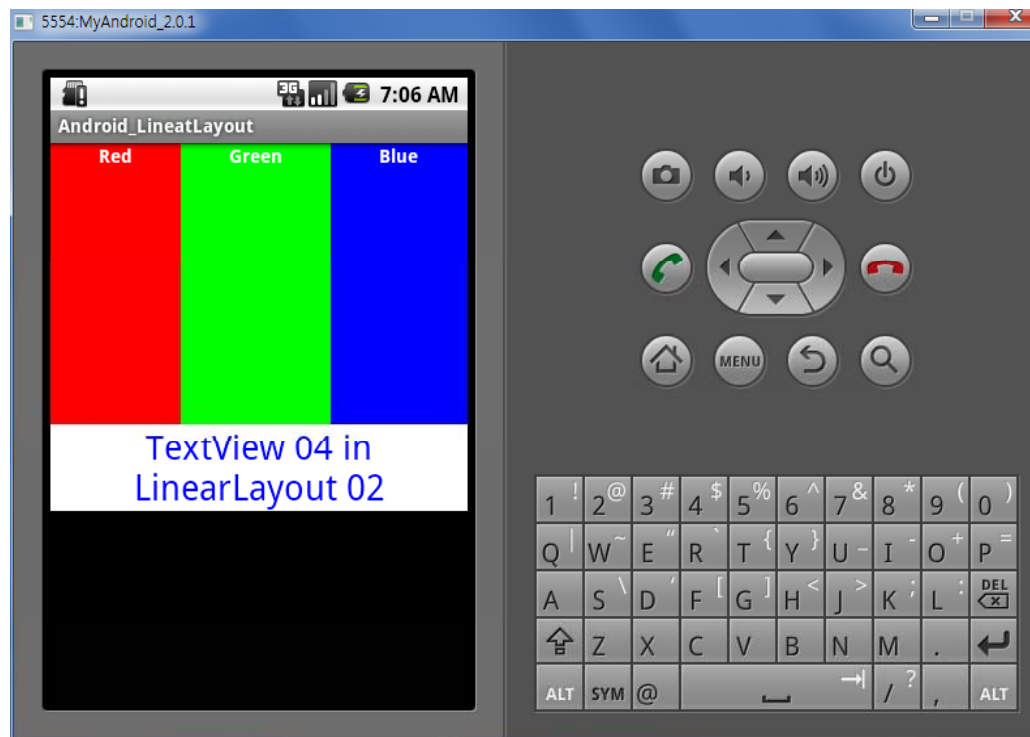 5554:MyAndroid_2.0.1
3G 7:06 AM
Android_LineatLayout
Red Green Blue
TextView 04 in
LinearLayout 02
MENU
1 ! 2 @ 3 # 4 $ 5 % 6 ^ 7 & 8 * 9 ( 0 )
Q | W ~ E " R ` T { Y } U - I - O + P =
A S \ D ' F [ G ] H < J > K ; L : DEL
Z X C V B N M .
ALT SYM @ / ? , ALT